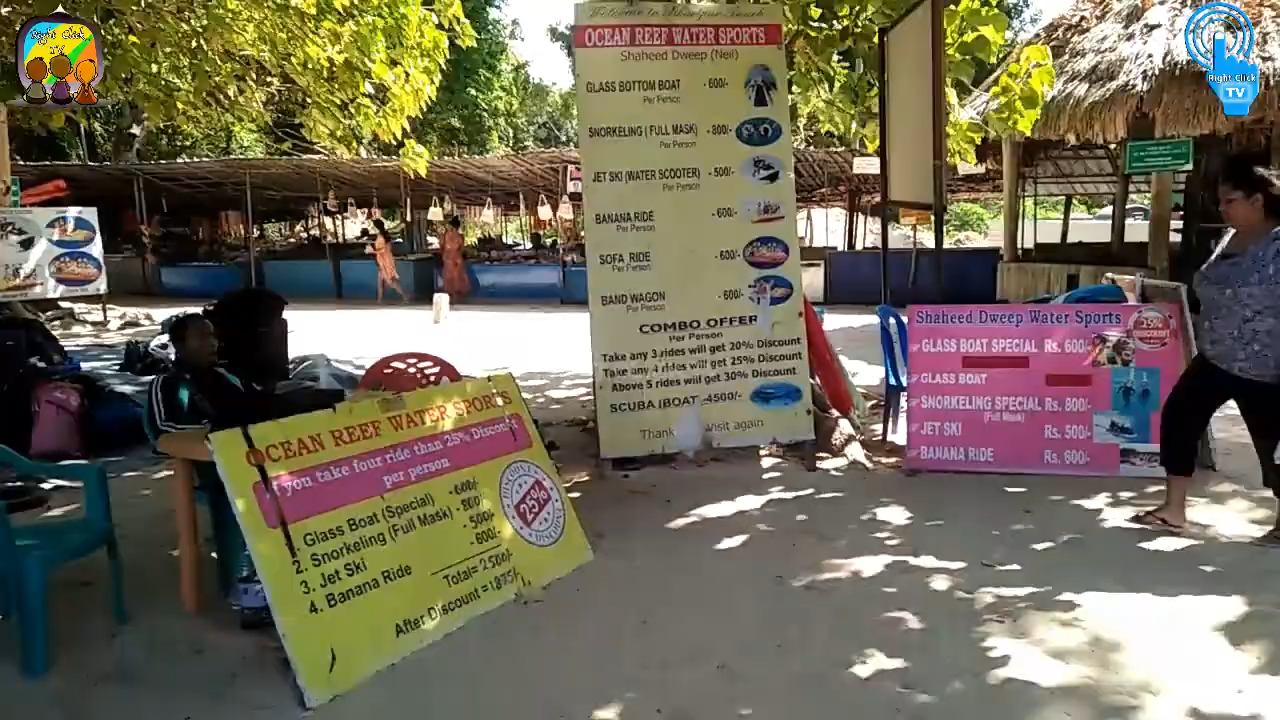 Right Click
TV
Right Click
TV
Welcome to
OCEAN REEF WATER SPORTS
Shaheed Dweep (Neil)
GLASS BOTTOM BOAT - 600/-
Per Person
SNORKELING ( FULL MASK) - 800/-
Per Person
JET SKI (WATER SCOOTER) - 500/-
Per Person
BANANA RIDE - 600/-
Per Person
SOFA RIDE - 600/-
Per Person
BAND WAGON - 600/-
Per Person
COMBO OFFER
Per Person
Take any 3 rides will get 20% Discount
Take any 4 rides will get 25% Discount
Above 5 rides will get 30% Discount
SCUBA (BOAT -4500/-
Thank visit again
OCEAN REEF WATER SPORTS
If you take four ride than 25% Discount
per person
1. Glass Boat (Special) - 600/-
2. Snorkeling (Full Mask) - 800/-
3. Jet Ski - 500/-
4. Banana Ride - 600/-
Total= 2500/-
After Discount =1875/-
DISCOUNT
25%
DISCOUNT
Shaheed Dweep Water Sports
25%
DISCOUNT
GLASS BOAT SPECIAL Rs. 600/-
GLASS BOAT
SNORKELING SPECIAL Rs. 800/-
(Full Mask)
JET SKI Rs. 500/-
BANANA RIDE Rs. 600/-